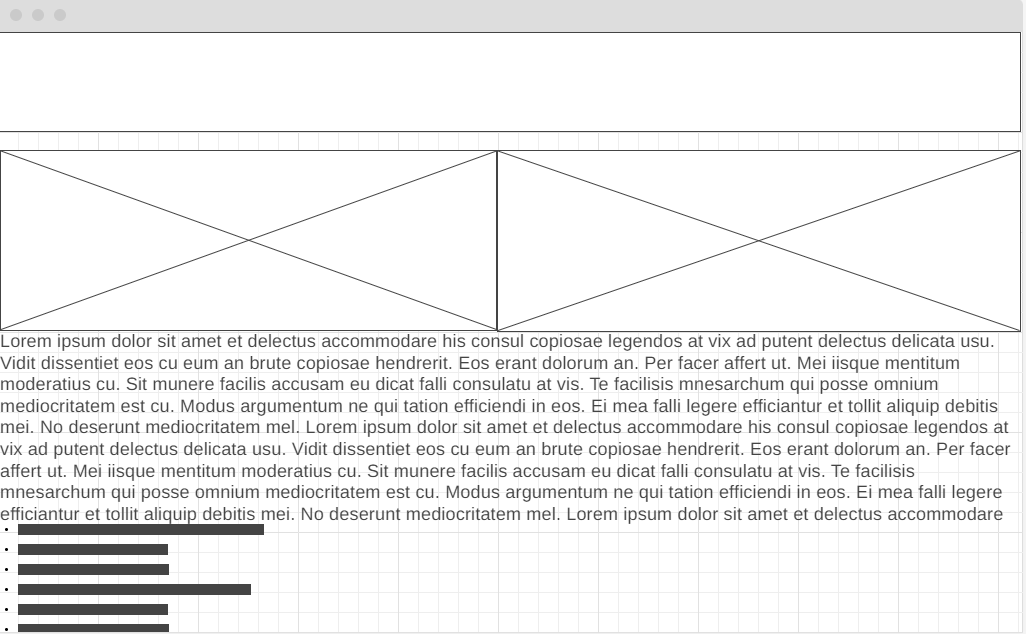 Lorem ipsum dolor sit amet et delectus accommodare his consul copiosae legendos at vix ad putent delectus delicata usu.
Vidit dissentiet eos cu eum an brute copiosae hendrerit. Eos erant dolorum an. Per facer affert ut. Mei iisque mentitum
moderatius cu. Sit munere facilis accusam eu dicat falli consulatu at vis. Te facilisis mnesarchum qui posse omnium
mediocritatem est cu. Modus argumentum ne qui tation efficiendi in eos. Ei mea falli legere efficiantur et tollit aliquip debitis
mei. No deserunt mediocritatem mel. Lorem ipsum dolor sit amet et delectus accommodare his consul copiosae legendos at
vix ad putent delectus delicata usu. Vidit dissentiet eos cu eum an brute copiosae hendrerit. Eos erant dolorum an. Per facer
affert ut. Mei iisque mentitum moderatius cu. Sit munere facilis accusam eu dicat falli consulatu at vis. Te facilisis
mnesarchum qui posse omnium mediocritatem est cu. Modus argumentum ne qui tation efficiendi in eos. Ei mea falli legere
efficiantur et tollit aliquip debitis mei. No deserunt mediocritatem mel. Lorem ipsum dolor sit amet et delectus accommodare